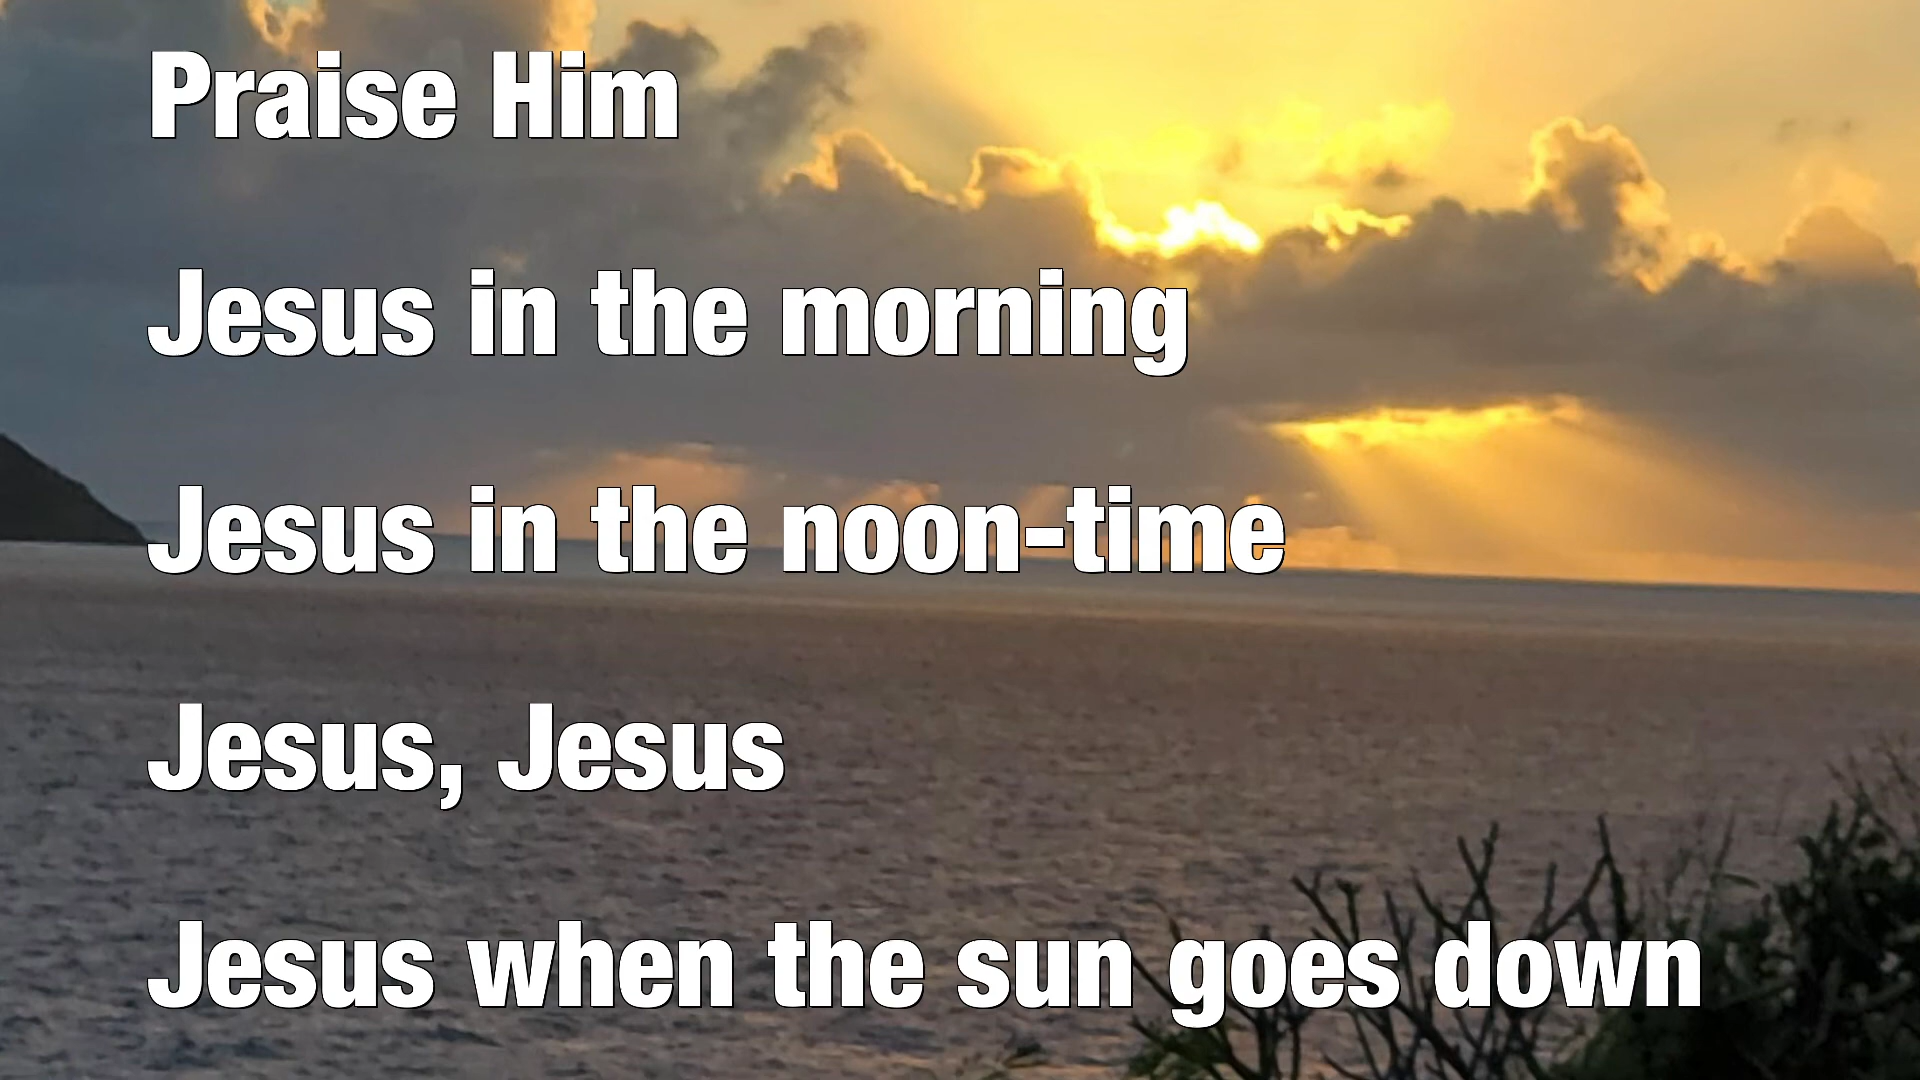 Praise Him
Jesus in the morning
Jesus in the noon-time
Jesus, Jesus
Jesus when the sun goes down